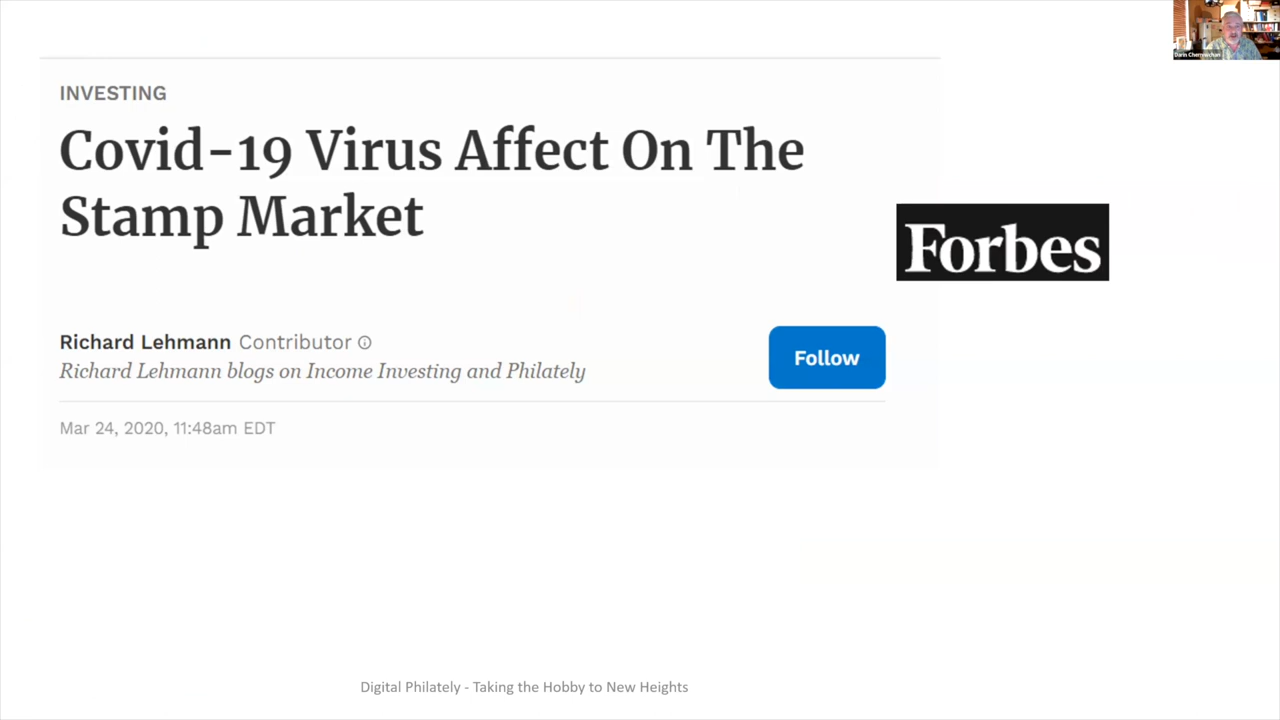 INVESTING
Covid-19 Virus Affect On The
Stamp Market
Forbes
Richard Lehmann Contributor
Richard Lehmann blogs on Income Investing and Philately
Follow
Mar 24, 2020, 11:48am EDT
Digital Philately - Taking the Hobby to New Heights